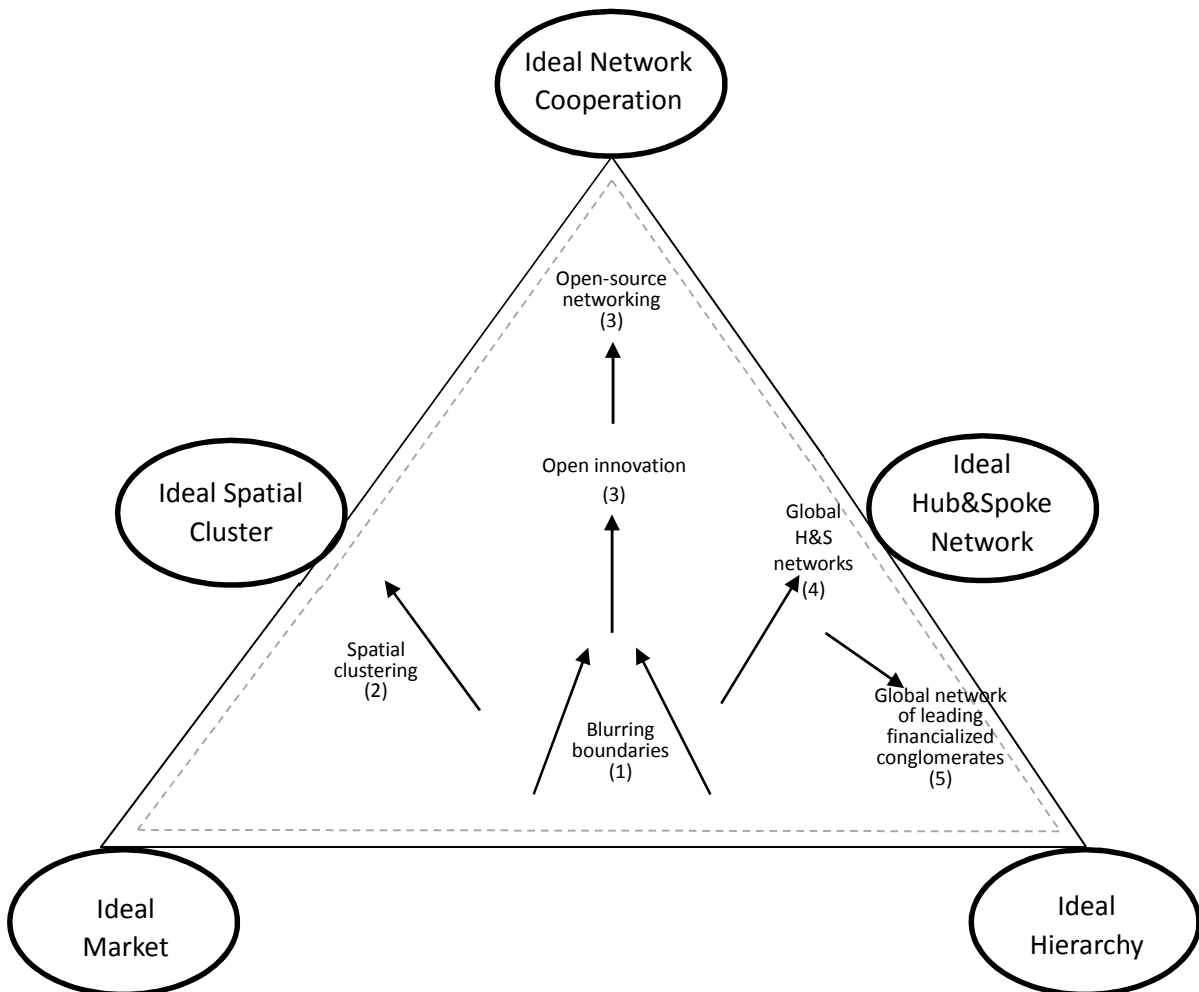 Ideal Network
Cooperation
Open-source
networking
(3)
Open innovation
(3)
Ideal Spatial
Cluster
Ideal
Hub&Spoke
Network
Global
H&S
networks
(4)
Spatial
clustering
(2)
Blurring
boundaries
(1)
Global network
of leading
financialized
conglomerates
(5)
Ideal
Market
Ideal
Hierarchy